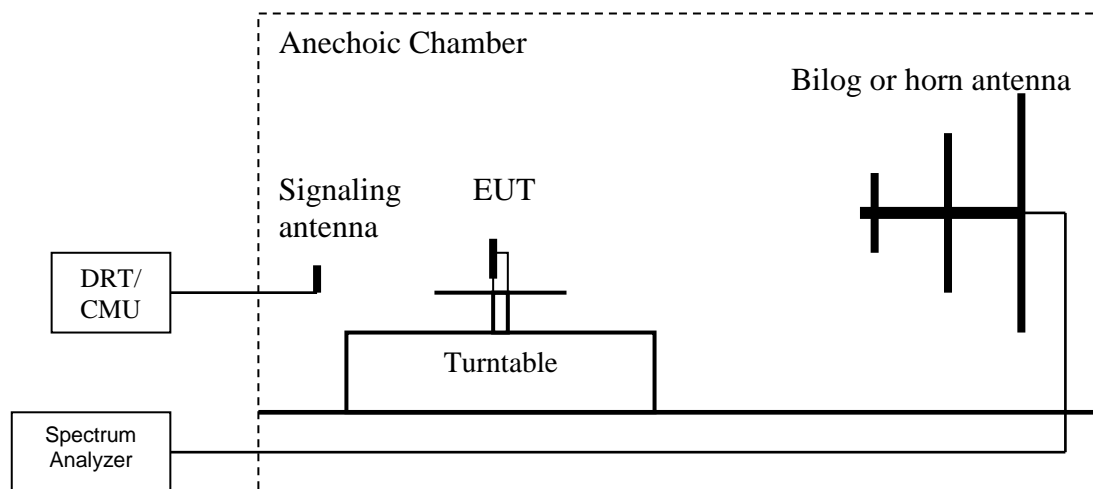 Anechoic Chamber
Bilog or horn antenna
Signaling
antenna
EUT
DRT/
CMU
Turntable
Spectrum
Analyzer